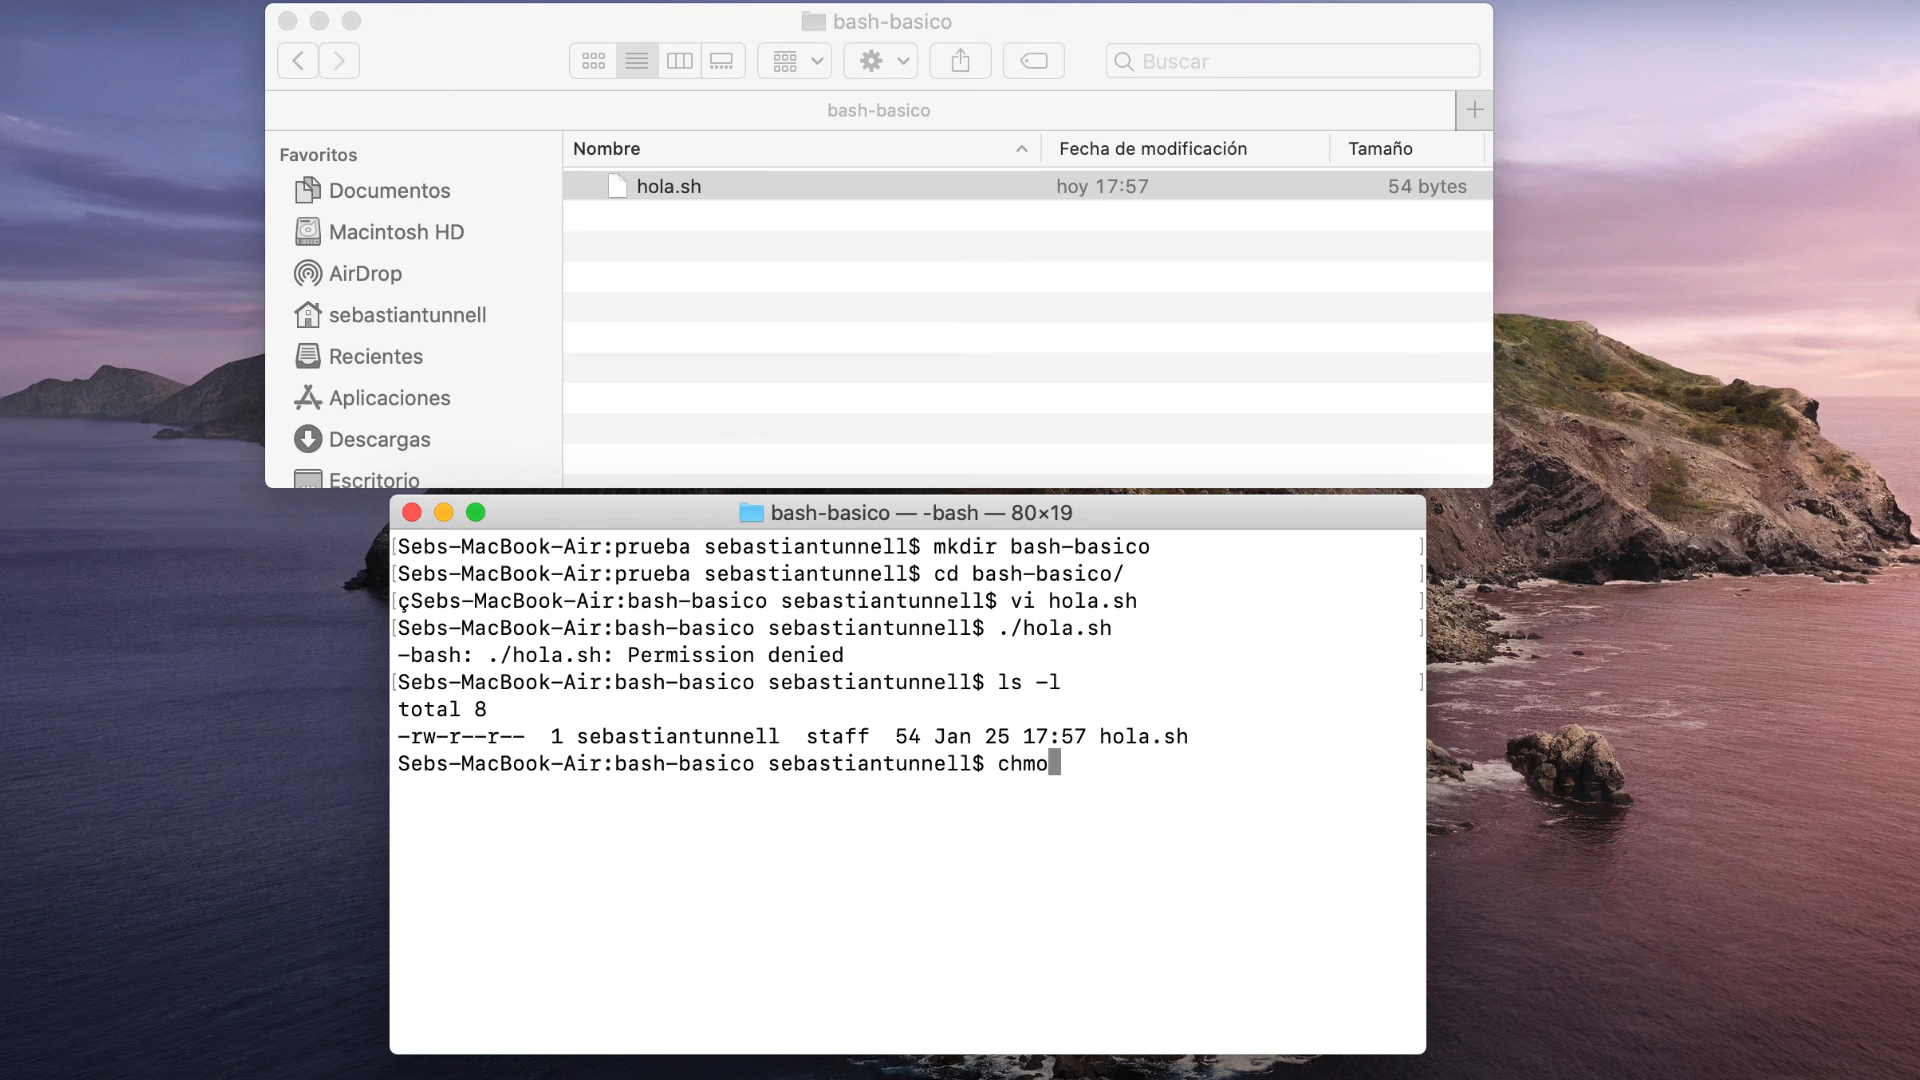 bash-basico
Buscar
bash-basico
Favoritos
Documentos
Macintosh HD
AirDrop
sebastiantunnell
Recientes
Aplicaciones
Descargas
Escritorio
Nombre Fecha de modificación Tamaño
hola.sh hoy 17:57 54 bytes
bash-basico — -bash — 80×19
[Sebs-MacBook-Air:prueba sebastiantunnell$ mkdir bash-basico ]
[Sebs-MacBook-Air:prueba sebastiantunnell$ cd bash-basico/ ]
[çSebs-MacBook-Air:bash-basico sebastiantunnell$ vi hola.sh ]
[Sebs-MacBook-Air:bash-basico sebastiantunnell$ ./hola.sh ]
-bash: ./hola.sh: Permission denied
[Sebs-MacBook-Air:bash-basico sebastiantunnell$ ls -l ]
total 8
-rw-r--r-- 1 sebastiantunnell staff 54 Jan 25 17:57 hola.sh
Sebs-MacBook-Air:bash-basico sebastiantunnell$ chmo